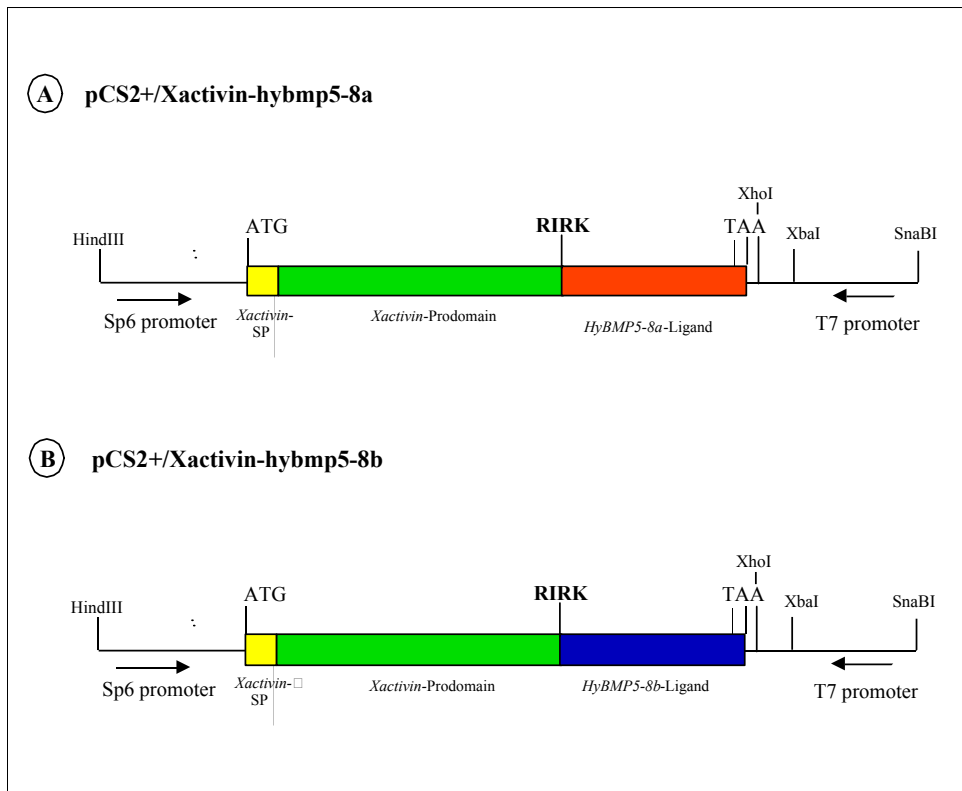 A pCS2+/Xactivin-hybmp5-8a
XhoI
ATG RIRK TAA
HindIII XbaI SnaBI
Sp6 promoter Xactivin- Xactivin-Prodomain HyBMP5-8a-Ligand T7 promoter
SP
B pCS2+/Xactivin-hybmp5-8b
XhoI
ATG RIRK TAA
HindIII XbaI SnaBI
Sp6 promoter Xactivin-□ Xactivin-Prodomain HyBMP5-8b-Ligand T7 promoter
SP